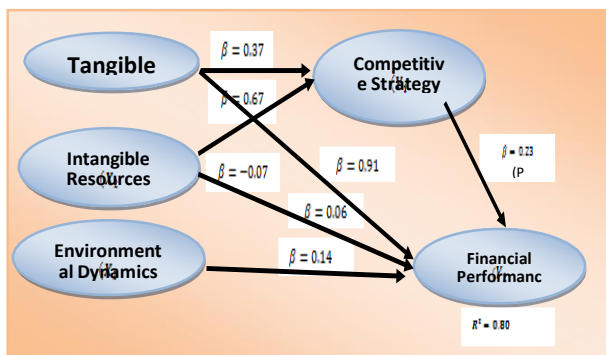 Tangible
β = 0.37
Competitiv
e Strategy
β = 0.67
Intangible
Resources
β = −0.07
β = 0.91
β = 0.23
(P
β = 0.06
Environment
al Dynamics
β = 0.14
Financial
Performanc
R² = 0.80